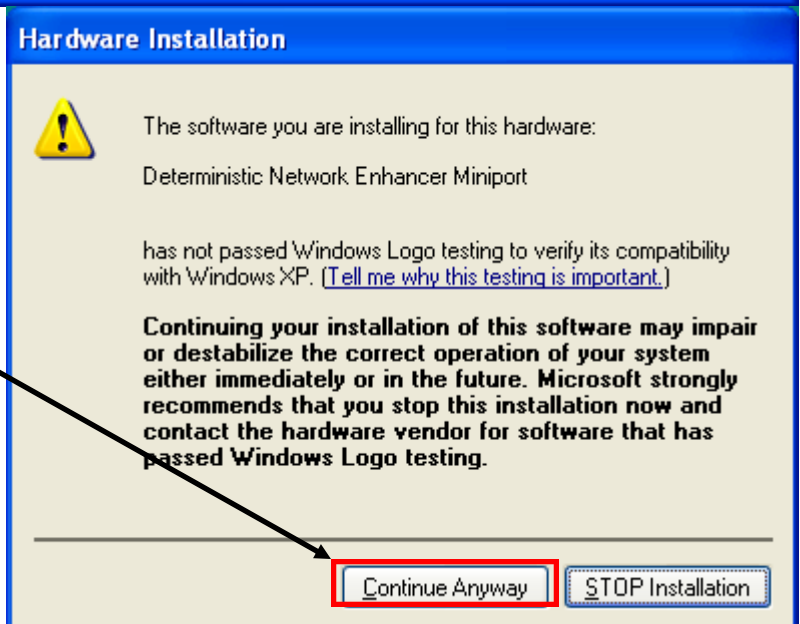 Hardware Installation
The software you are installing for this hardware:
Deterministic Network Enhancer Miniport
has not passed Windows Logo testing to verify its compatibility
with Windows XP. (Tell me why this testing is important.)
Continuing your installation of this software may impair
or destabilize the correct operation of your system
either immediately or in the future. Microsoft strongly
recommends that you stop this installation now and
contact the hardware vendor for software that has
passed Windows Logo testing.
Continue Anyway
STOP Installation